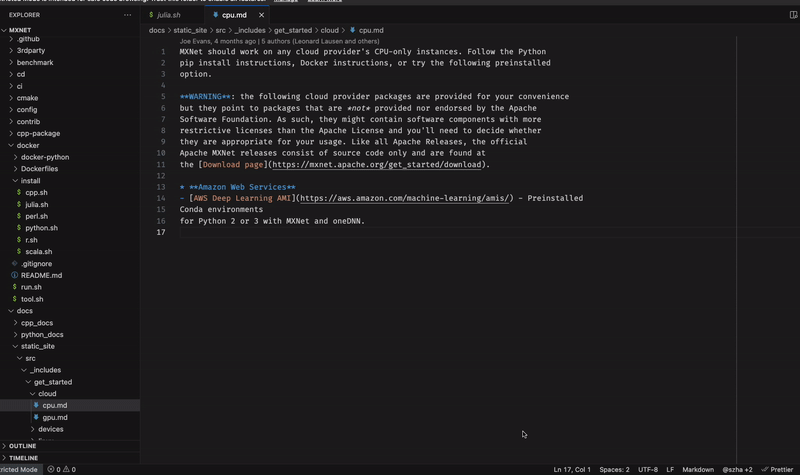 EXPLORER
julia.sh
cpu.md
MXNET
docs > static_site > src > _includes > get_started > cloud > cpu.md
Joe Evans, 4 months ago | 5 authors (Leonard Lausen and others)
.github
3rdparty
benchmark
cd
ci
cmake
config
contrib
cpp-package
docker
docker-python
Dockerfiles
install
cpp.sh
julia.sh
perl.sh
python.sh
r.sh
scala.sh
.gitignore
README.md
run.sh
tool.sh
docs
cpp_docs
python_docs
static_site
src
_includes
get_started
cloud
cpu.md
gpu.md
devices
OUTLINE
TIMELINE
1 MXNet should work on any cloud provider's CPU-only instances. Follow the Python
2 pip install instructions, Docker instructions, or try the following preinstalled
3 option.
4
5 **WARNING**: the following cloud provider packages are provided for your convenience
6 but they point to packages that are *not* provided nor endorsed by the Apache
7 Software Foundation. As such, they might contain software components with more
8 restrictive licenses than the Apache License and you'll need to decide whether
9 they are appropriate for your usage. Like all Apache Releases, the official
10 Apache MXNet releases consist of source code only and are found at
11 the [Download page](https://mxnet.apache.org/get_started/download).
12
13 * **Amazon Web Services**
14 - [AWS Deep Learning AMI](https://aws.amazon.com/machine-learning/amis/) - Preinstalled
15 Conda environments
16 for Python 2 or 3 with MXNet and oneDNN.
17
stricted Mode 0 0 Ln 17, Col 1 Spaces: 2 UTF-8 LF Markdown @szha +2 Prettier